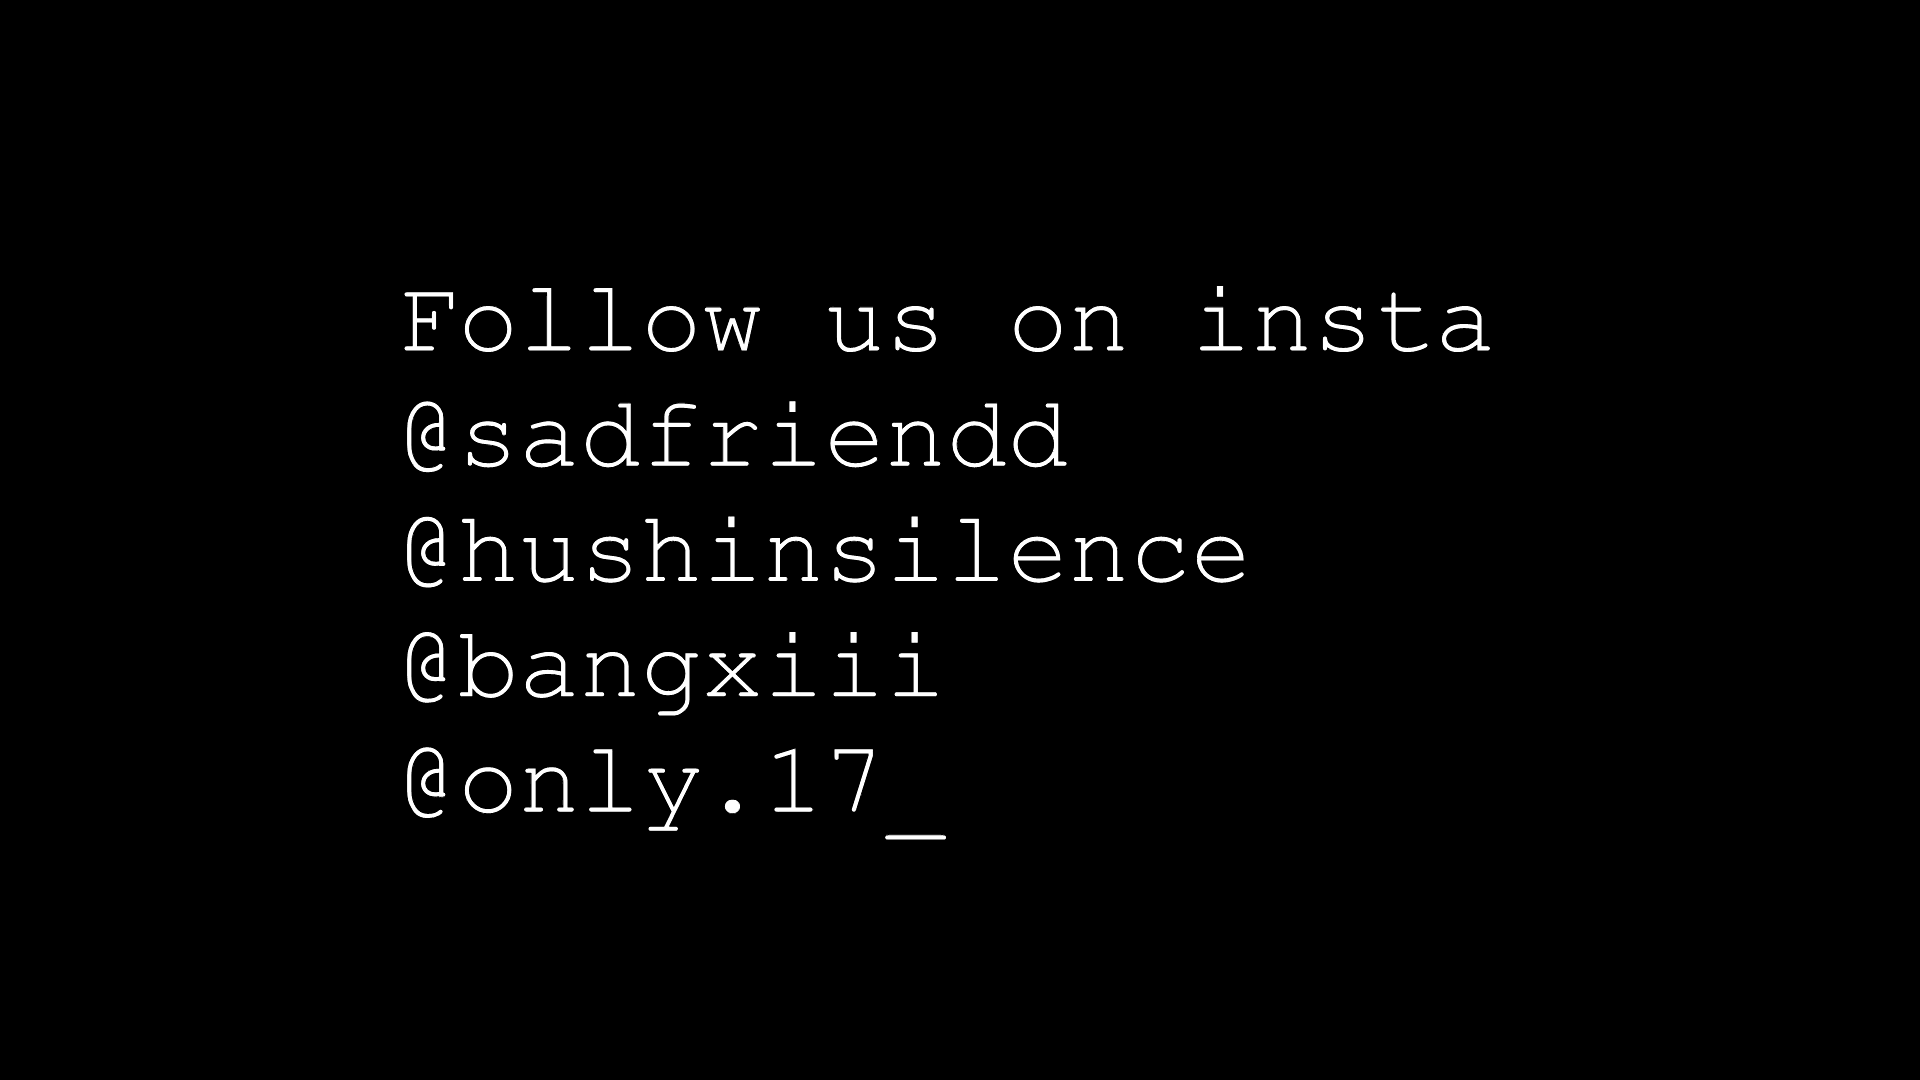 Follow us on insta
@sadfriendd
@hushinsilence
@bangxiii
@only.17_